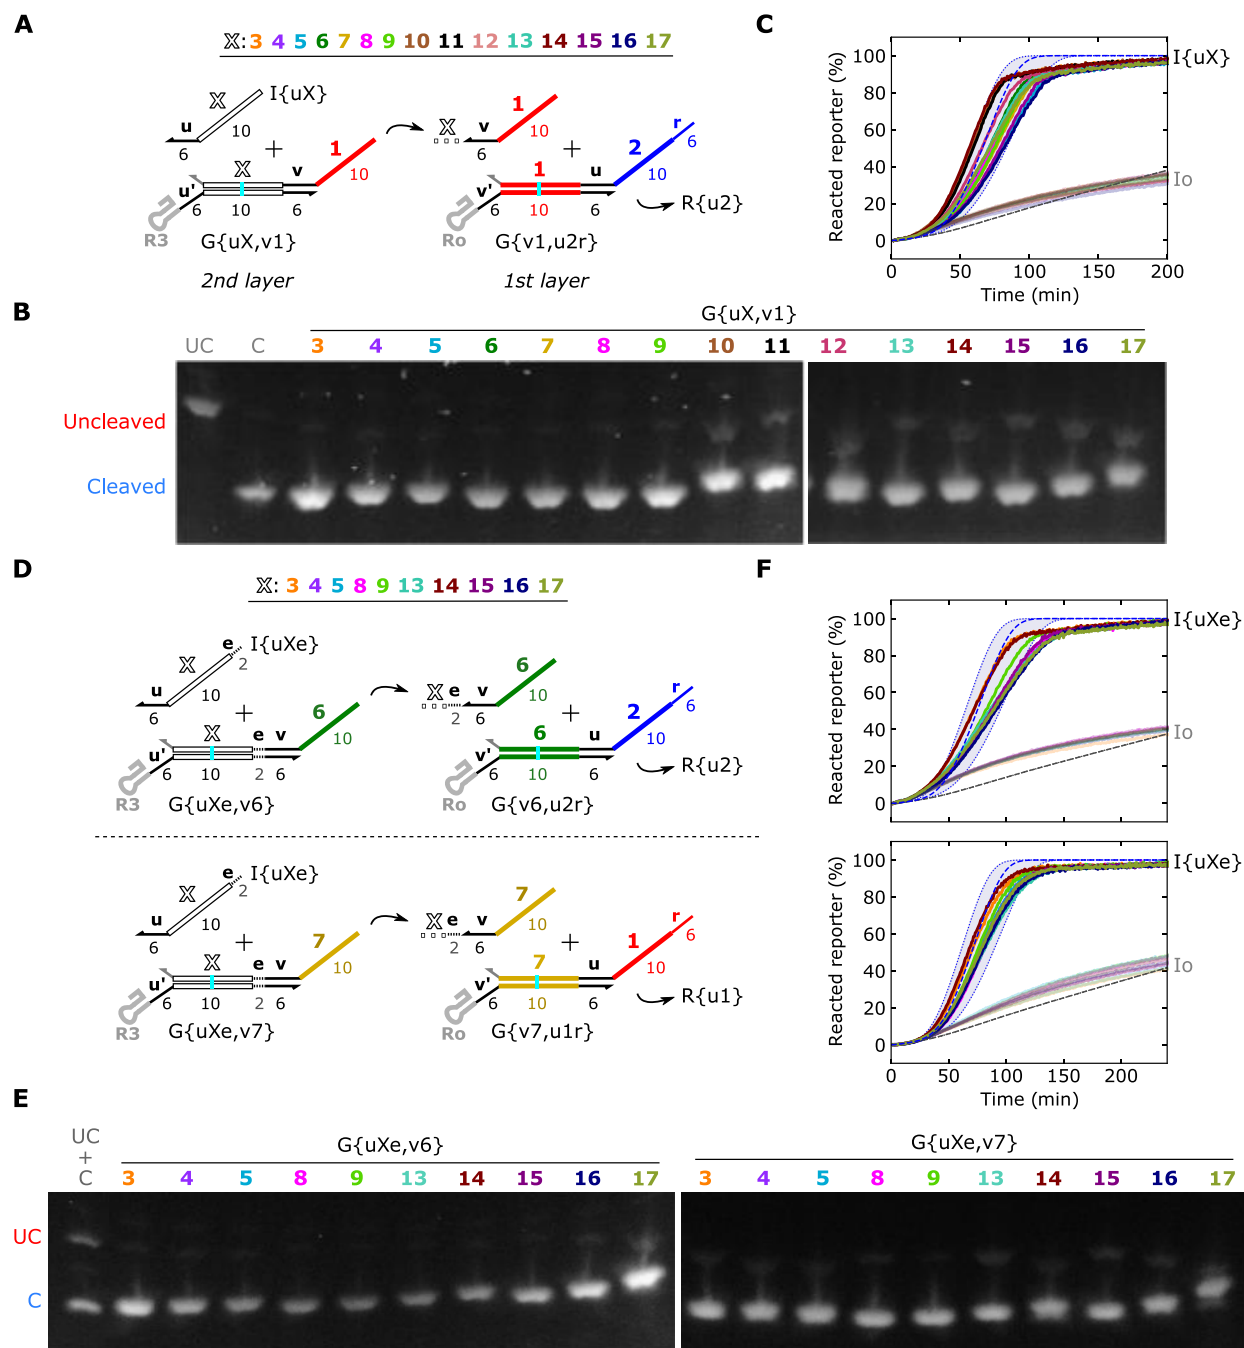 A
X: 3 4 5 6 7 8 9 10 11 12 13 14 15 16 17
X I{uX}
u 10
6
+
1
X v 10
u'
6 10 6
R3
G{uX,v1}
2nd layer
1
X v 10
6
+
r
2 6
1 u 10
v'
6 10 6
R{u2}
Ro
G{v1,u2r}
1st layer
C
Reacted reporter (%)
100
80
60
40
20
0
0 50 100 150 200
Time (min)
I{uX}
Io
B
G{uX,v1}
UC C 3 4 5 6 7 8 9 10 11 12 13 14 15 16 17
Uncleaved
Cleaved
D
X: 3 4 5 8 9 13 14 15 16 17
e I{uXe}
X 2
u 10
6
+
6
X e v 10
u'
6 10 2 6
R3
G{uXe,v6}
6
X e v 10
2 6
+
r
2 6
6 u 10
v'
6 10 6
R{u2}
Ro
G{v6,u2r}
e I{uXe}
X 2
u 10
6
+
7
X e v 10
u'
6 10 2 6
R3
G{uXe,v7}
7
X e v 10
2 6
+
r
1 6
7 u 10
v'
6 10 6
R{u1}
Ro
G{v7,u1r}
F
Reacted reporter (%)
100
80
60
40
20
0
I{uXe}
Io
Reacted reporter (%)
100
80
60
40
20
0
0 50 100 150 200
Time (min)
I{uXe}
Io
E
UC
+
C
G{uXe,v6}
3 4 5 8 9 13 14 15 16 17
G{uXe,v7}
3 4 5 8 9 13 14 15 16 17
UC
C